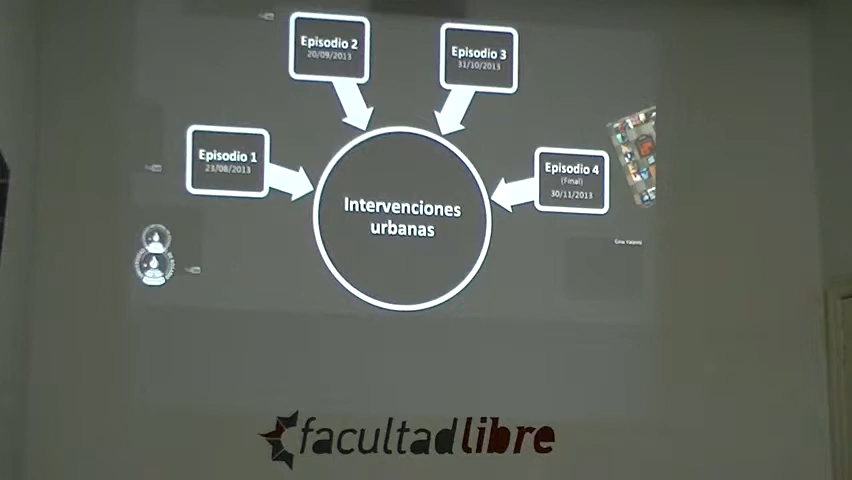 Episodio 2
20/09/2013
Episodio 3
31/10/2013
Episodio 1
23/08/2013
Episodio 4
(Final)
30/11/2013
Intervenciones
urbanas
facultadlibre